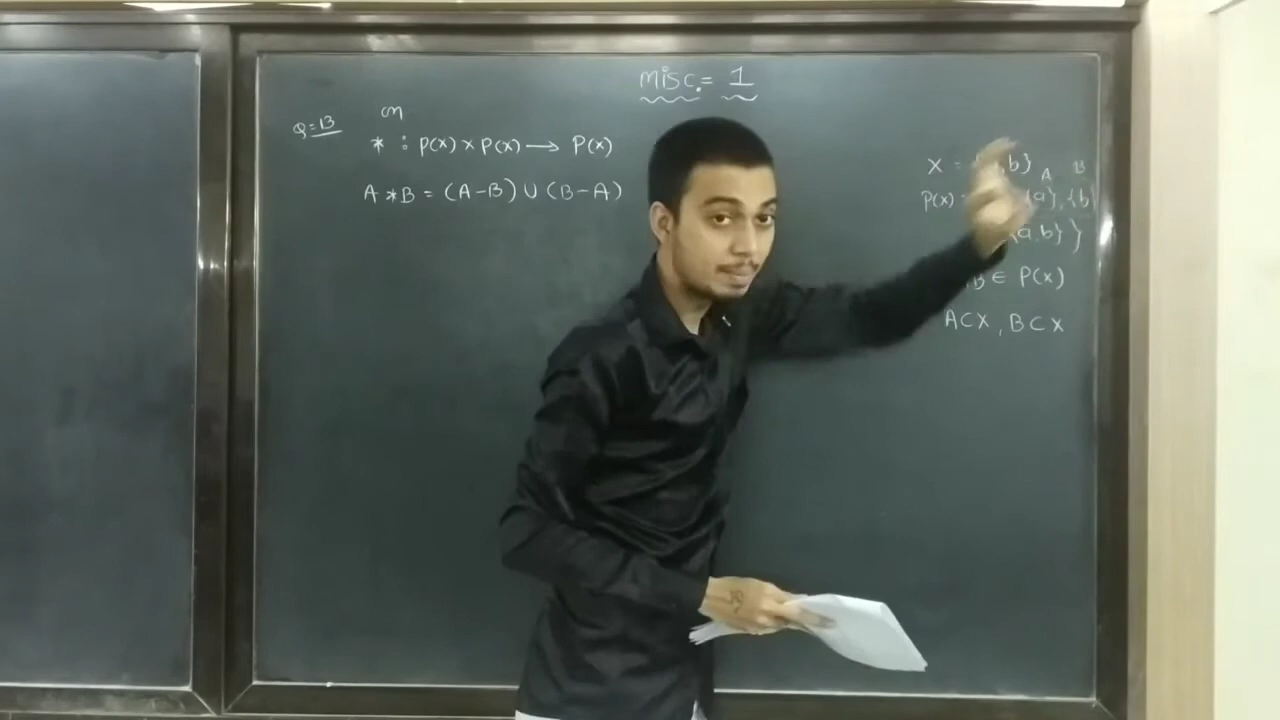 Misc. = 1
Q=13
on
* : P(X) × P(X) → P(X)
A * B = (A-B) ∪ (B-A)
X = b}
A B
P(X) {a}, {b}
{a,b} }
B ∈ P(X)
A⊂X , B⊂X